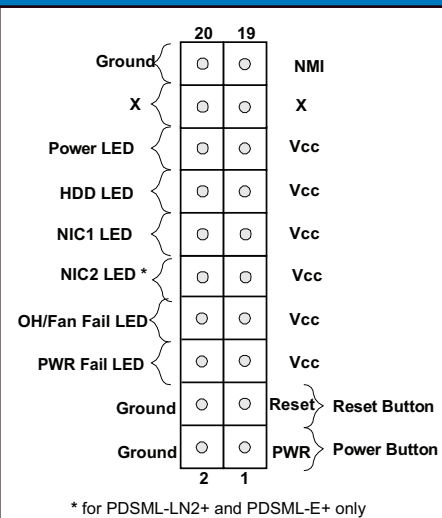 20 19
Ground NMI
X X
Power LED Vcc
HDD LED Vcc
NIC1 LED Vcc
NIC2 LED * Vcc
OH/Fan Fail LED Vcc
PWR Fail LED Vcc
Ground Reset Reset Button
Ground PWR Power Button
2 1
* for PDSML-LN2+ and PDSML-E+ only